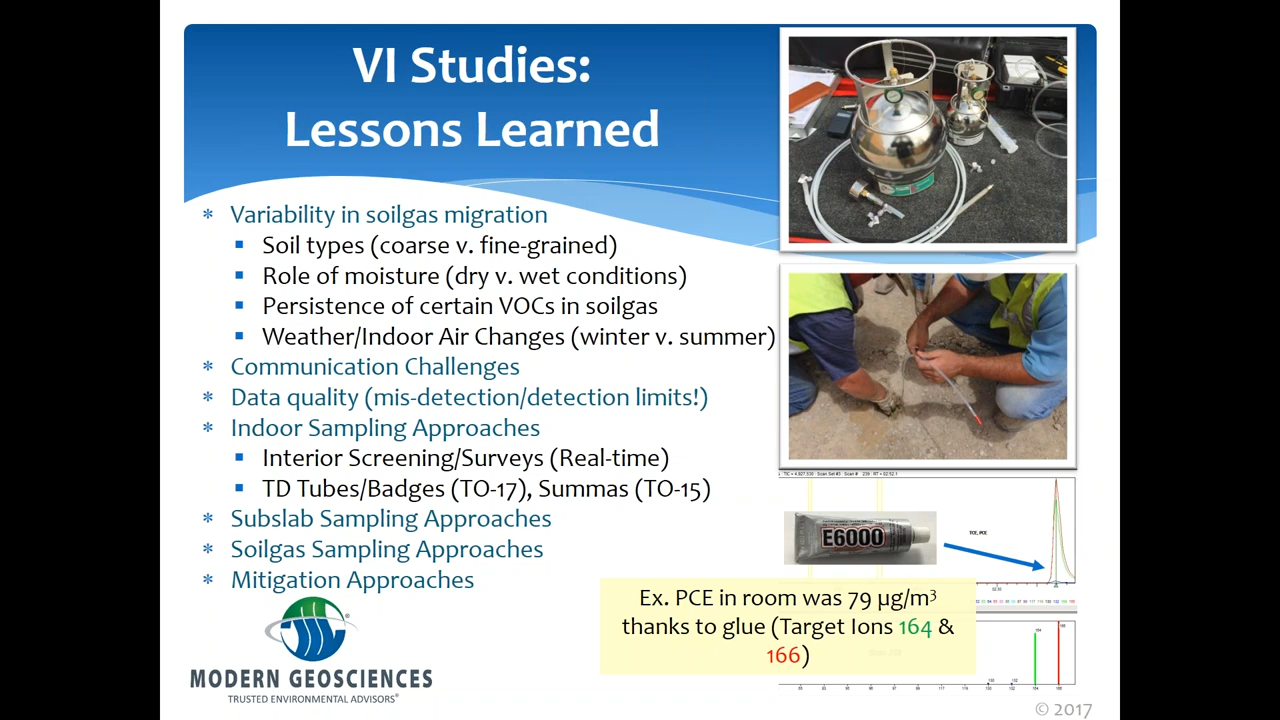 VI Studies:
Lessons Learned
* Variability in soilgas migration
▪ Soil types (coarse v. fine-grained)
▪ Role of moisture (dry v. wet conditions)
▪ Persistence of certain VOCs in soilgas
▪ Weather/Indoor Air Changes (winter v. summer)
* Communication Challenges
* Data quality (mis-detection/detection limits!)
* Indoor Sampling Approaches
▪ Interior Screening/Surveys (Real-time)
▪ TD Tubes/Badges (TO-17), Summas (TO-15)
* Subslab Sampling Approaches
* Soilgas Sampling Approaches
* Mitigation Approaches
E6000
TCE, PCE
Ex. PCE in room was 79 µg/m³
thanks to glue (Target Ions 164 &
166)
MODERN GEOSCIENCES
TRUSTED ENVIRONMENTAL ADVISORS®
© 2017